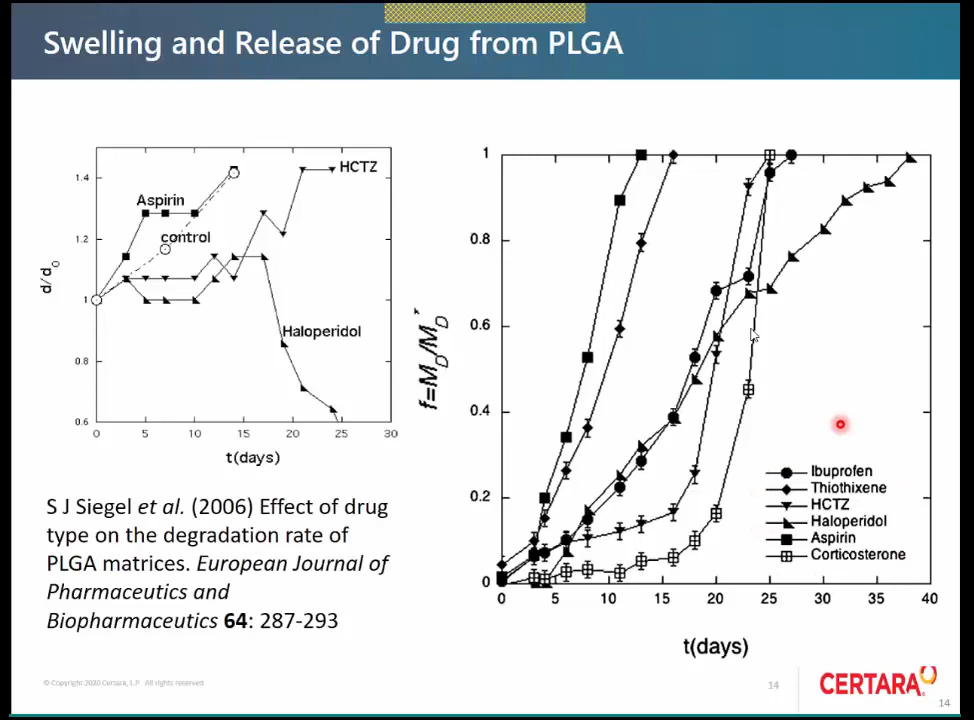 Swelling and Release of Drug from PLGA
1.4
1.2
1
0.8
0.6
d/d₀
0
5
10
15
20
25
30
t(days)
HCTZ
Aspirin
control
Haloperidol
1
0.8
0.6
0.4
0.2
0
f=M_D/M_D*
0
5
10
15
20
25
30
35
40
t(days)
Ibuprofen
Thiothixene
HCTZ
Haloperidol
Aspirin
Corticosterone
S J Siegel et al. (2006) Effect of drug
type on the degradation rate of
PLGA matrices. European Journal of
Pharmaceutics and
Biopharmaceutics 64: 287-293
© Copyright 2020 Certara, L.P. All rights reserved
14
CERTARA
14